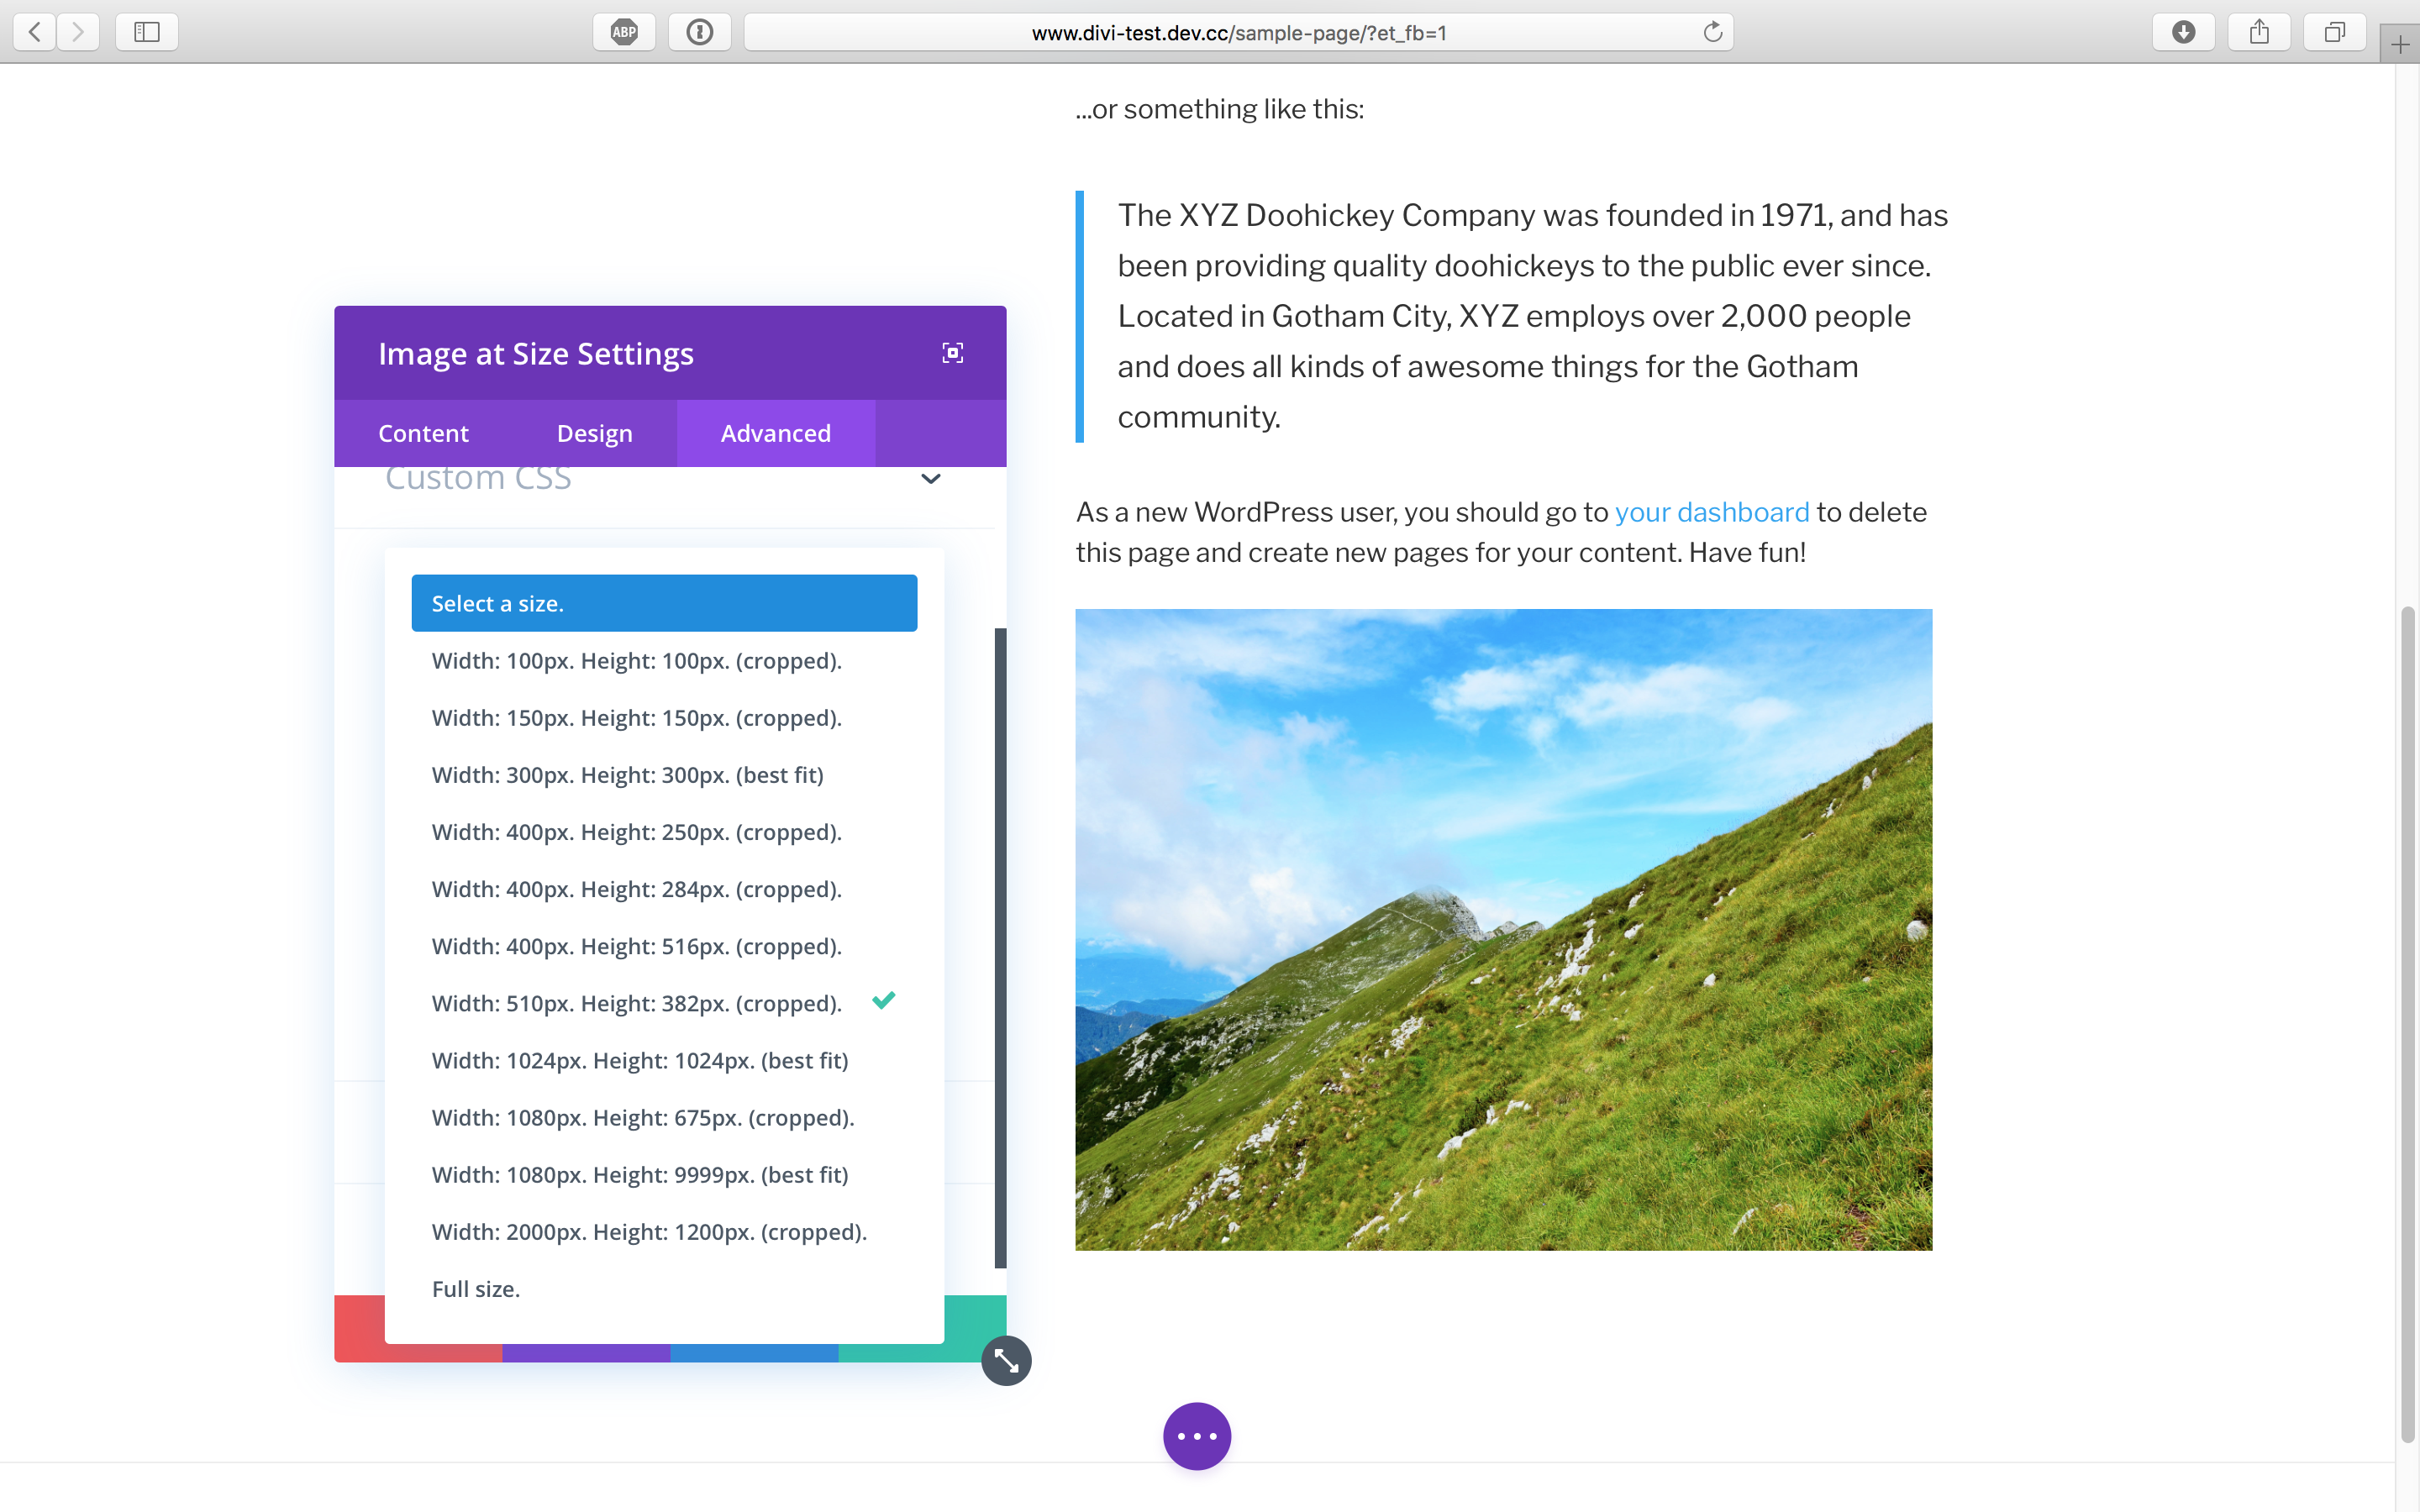 ABP
www.divi-test.dev.cc/sample-page/?et_fb=1
...or something like this:
The XYZ Doohickey Company was founded in 1971, and has
been providing quality doohickeys to the public ever since.
Located in Gotham City, XYZ employs over 2,000 people
and does all kinds of awesome things for the Gotham
community.
As a new WordPress user, you should go to your dashboard to delete
this page and create new pages for your content. Have fun!
Image at Size Settings
Content Design Advanced
Custom CSS
Select a size.
Width: 100px. Height: 100px. (cropped).
Width: 150px. Height: 150px. (cropped).
Width: 300px. Height: 300px. (best fit)
Width: 400px. Height: 250px. (cropped).
Width: 400px. Height: 284px. (cropped).
Width: 400px. Height: 516px. (cropped).
Width: 510px. Height: 382px. (cropped).
Width: 1024px. Height: 1024px. (best fit)
Width: 1080px. Height: 675px. (cropped).
Width: 1080px. Height: 9999px. (best fit)
Width: 2000px. Height: 1200px. (cropped).
Full size.